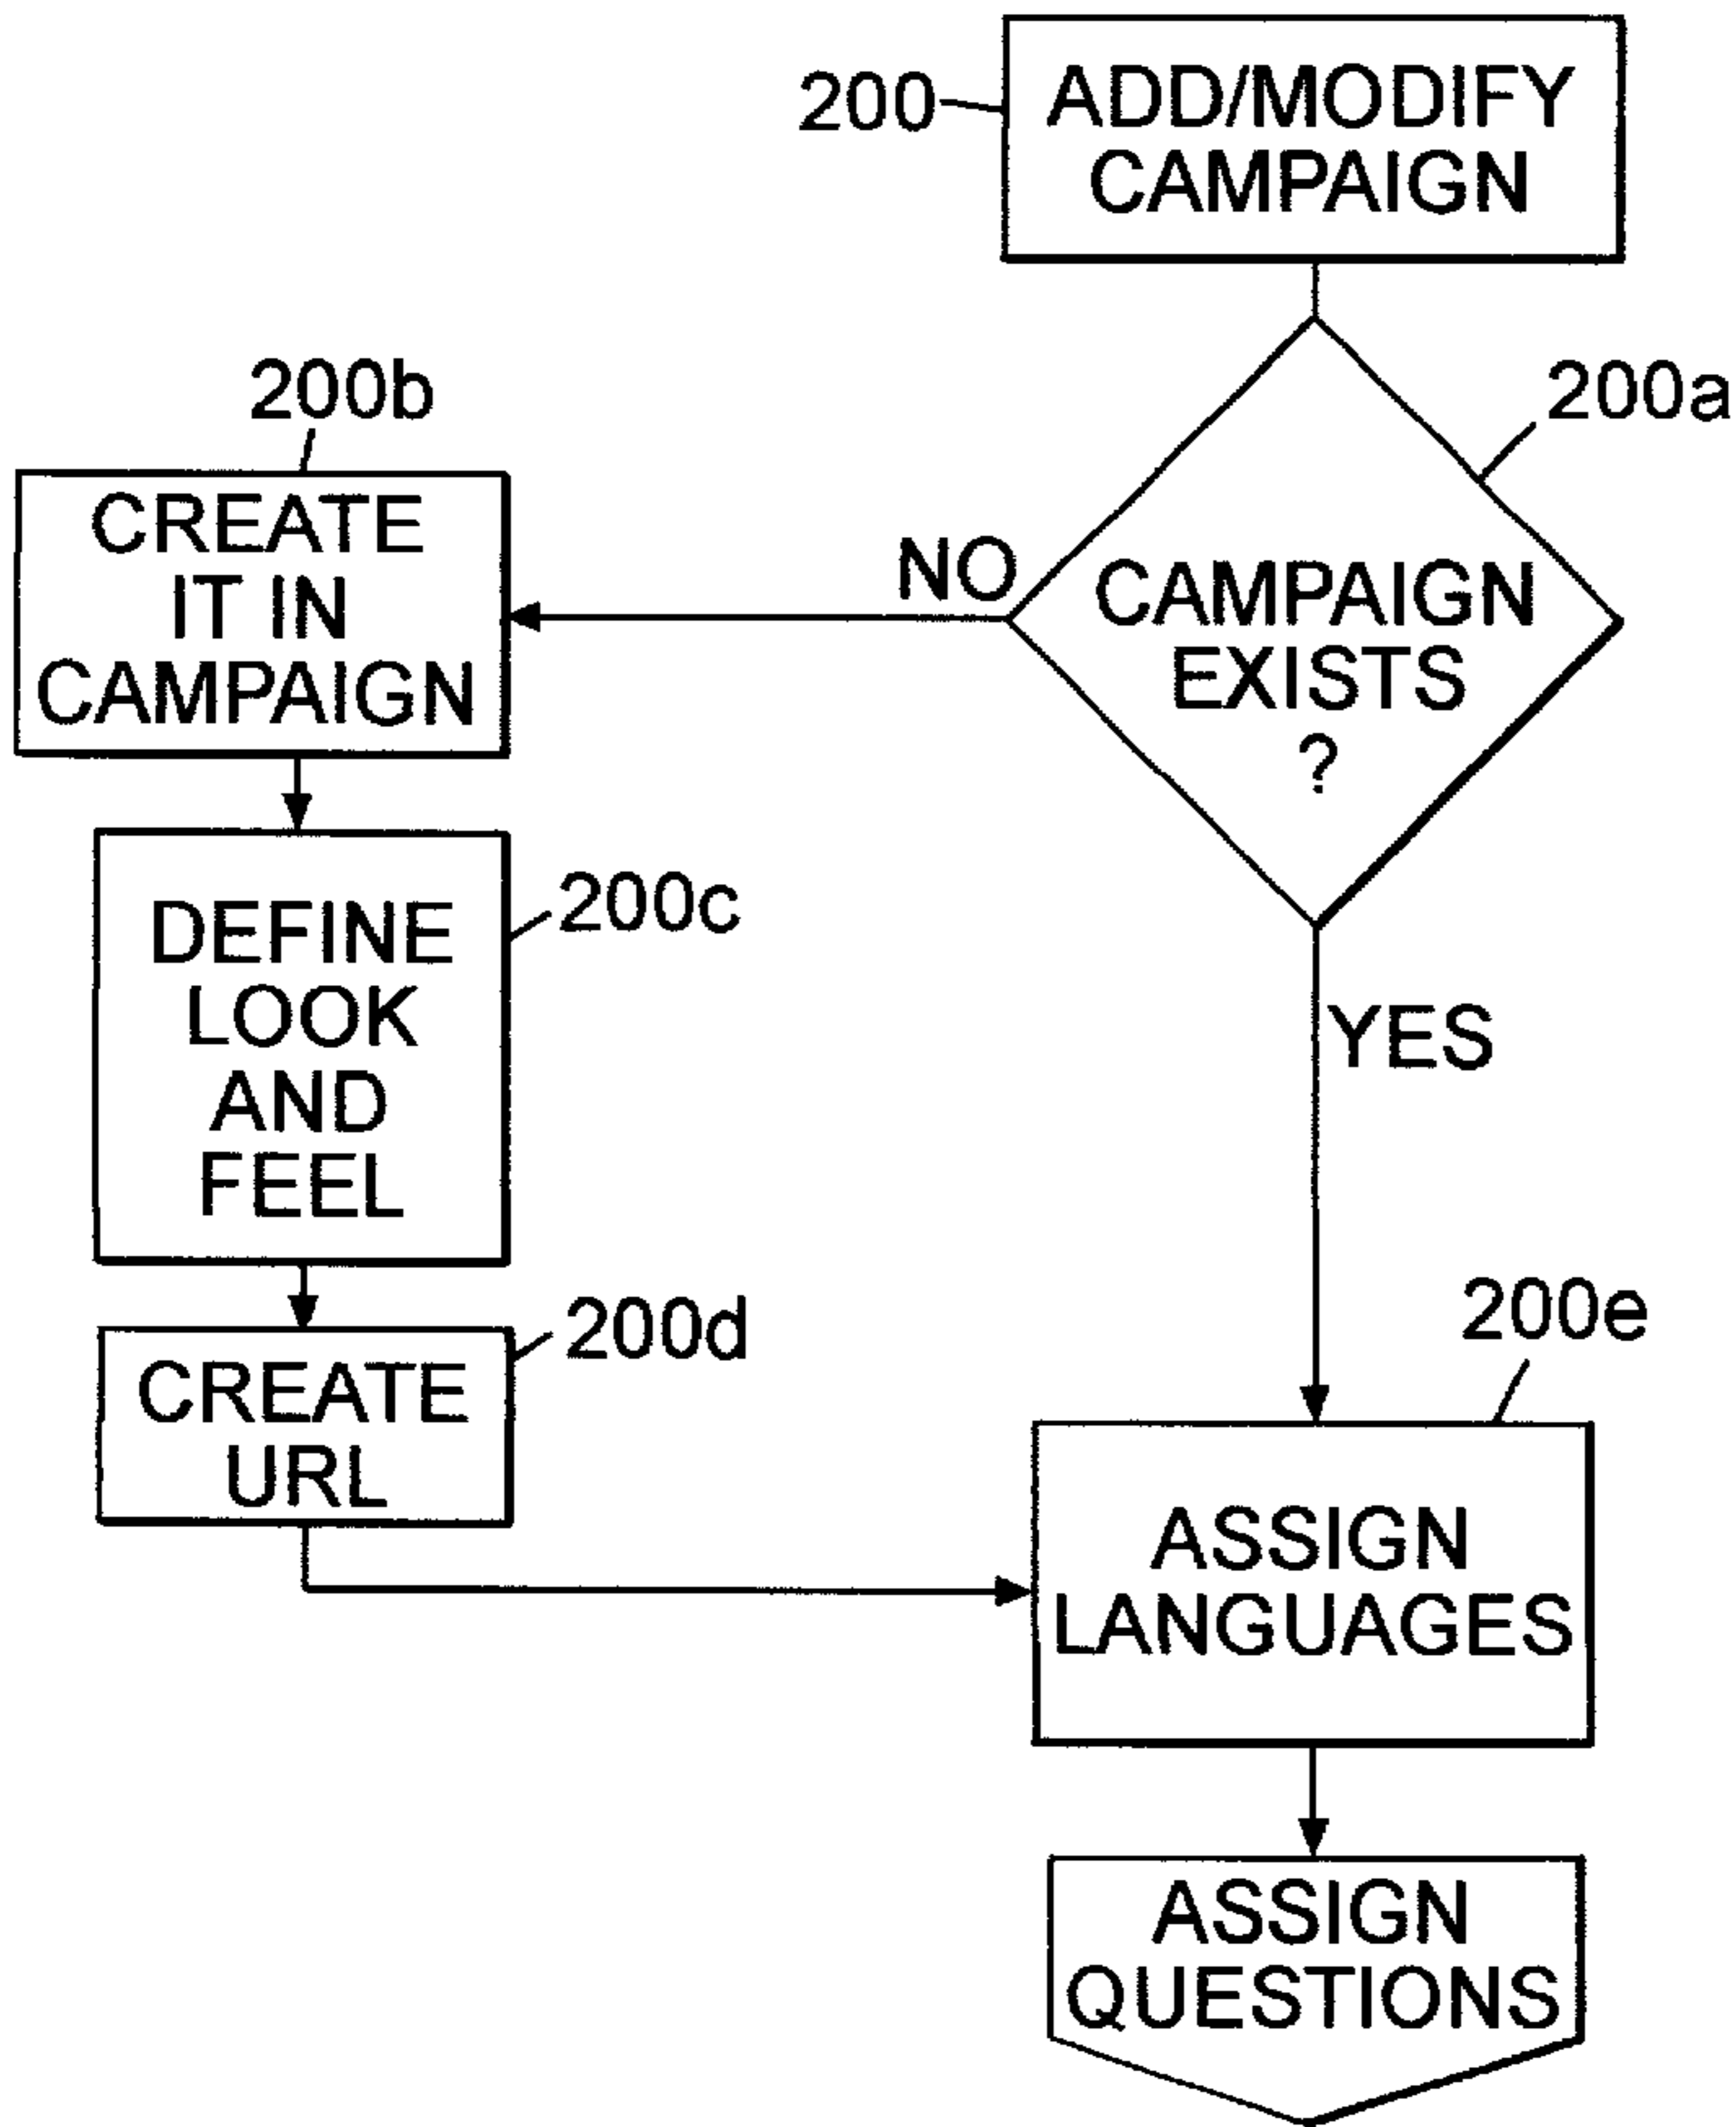 200
ADD/MODIFY
CAMPAIGN
200a
CAMPAIGN
EXISTS
?
NO
200b
CREATE
IT IN
CAMPAIGN
200c
DEFINE
LOOK
AND
FEEL
200d
CREATE
URL
YES
200e
ASSIGN
LANGUAGES
ASSIGN
QUESTIONS